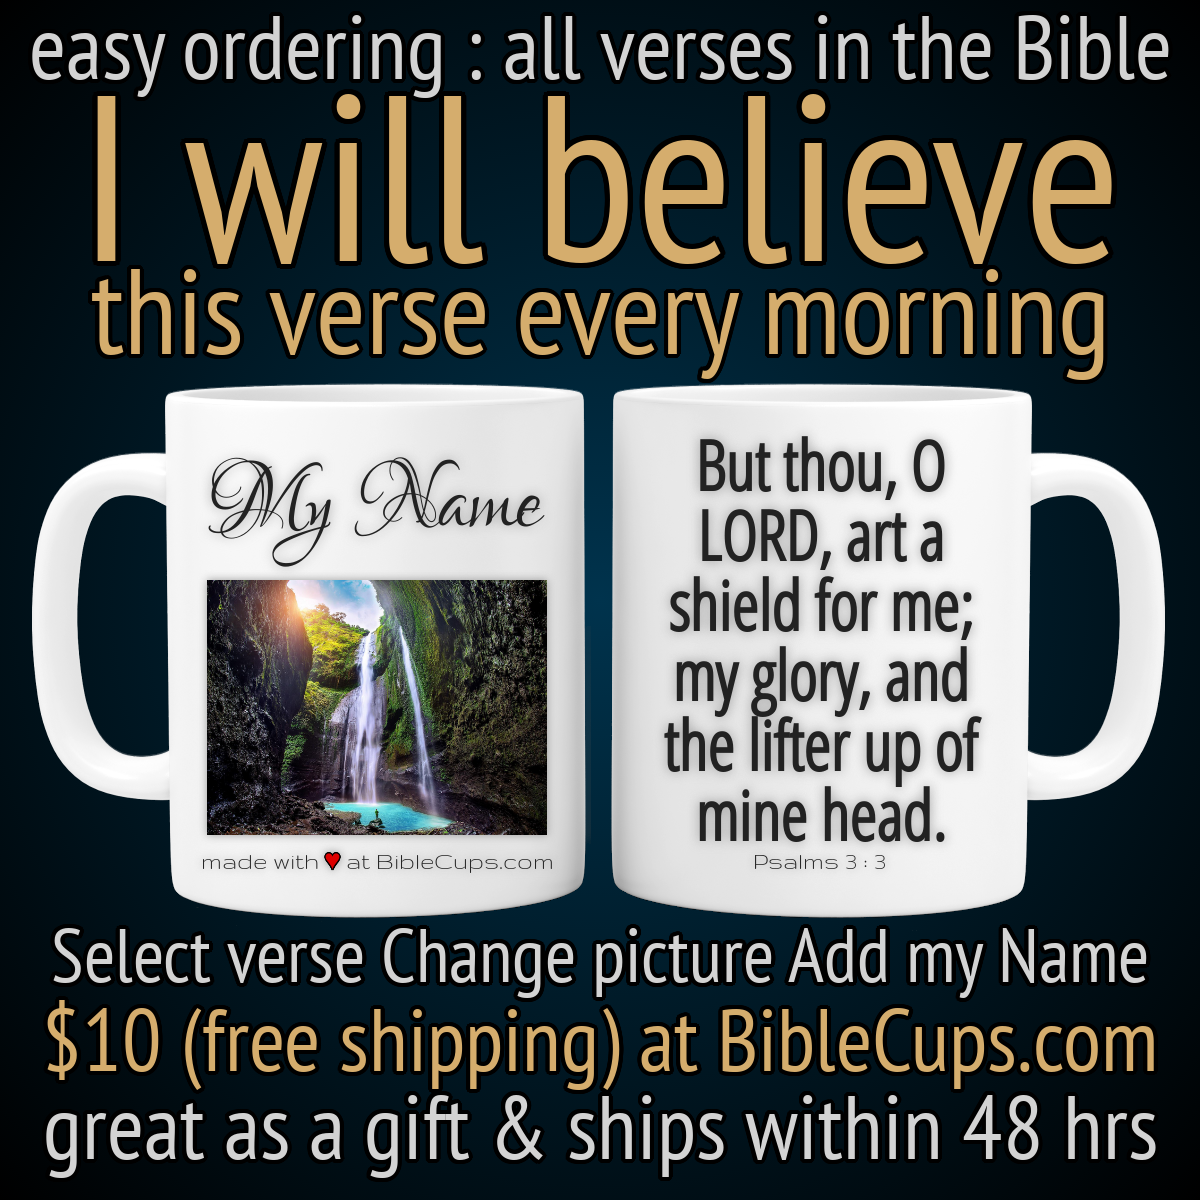 easy ordering : all verses in the Bible
I will believe
this verse every morning
My Name
made with ♥ at BibleCups.com
But thou, O
LORD, art a
shield for me;
my glory, and
the lifter up of
mine head.
Psalms 3 : 3
Select verse Change picture Add my Name
$10 (free shipping) at BibleCups.com
great as a gift & ships within 48 hrs